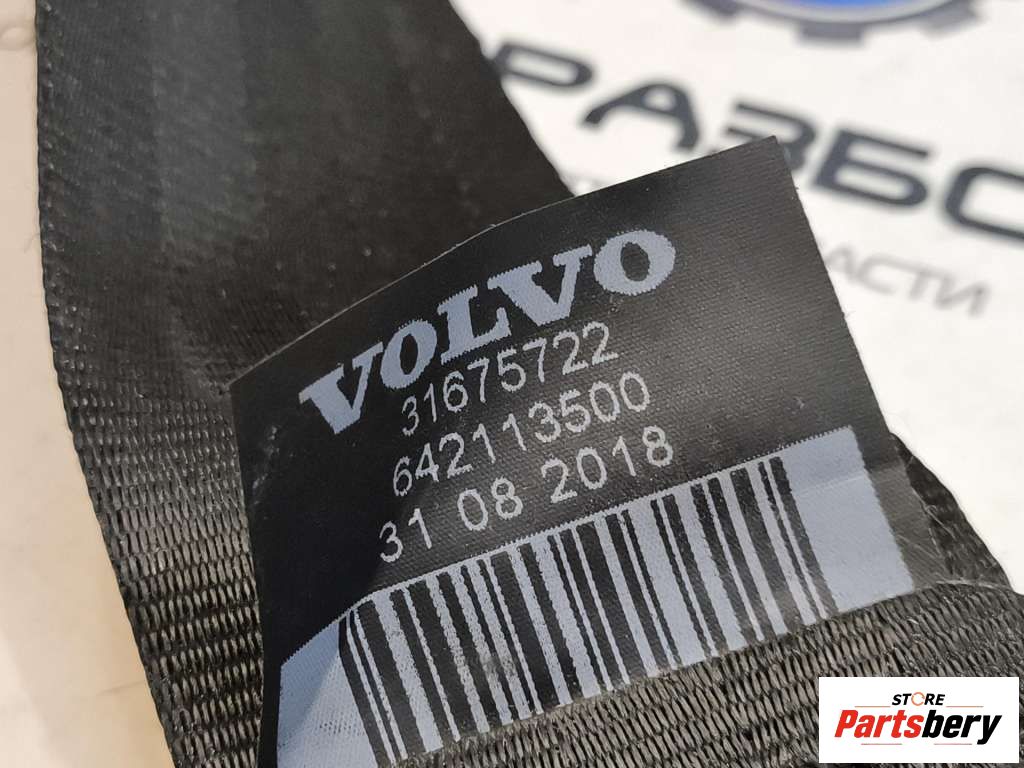 РАЗБО
АСТИ
VOLVO
31675722
642113500
31 08 2018
STORE
Partsbery